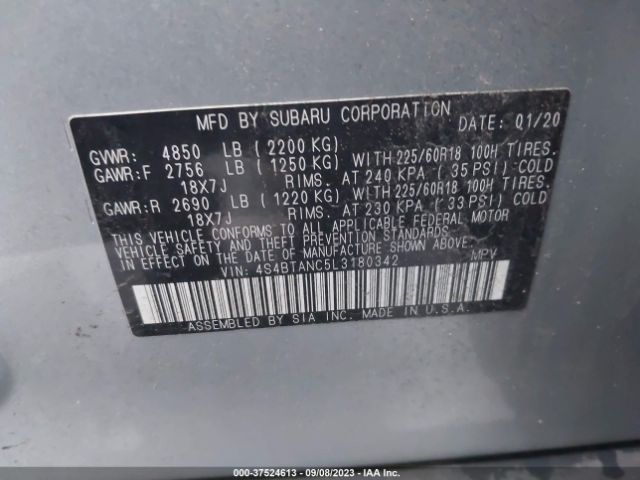 MFD BY SUBARU CORPORATION DATE: 01/20
GVWR: 4850 LB (2200 KG)
GAWR:F 2756 LB (1250 KG) WITH 225/60R18 100H TIRES.
18X7J RIMS. AT 240 KPA (35 PSI) COLD
GAWR:R 2690 LB (1220 KG) WITH 225/60R18 100H TIRES.
18X7J RIMS. AT 230 KPA (33 PSI) COLD
THIS VEHICLE CONFORMS TO ALL APPLICABLE FEDERAL MOTOR
VEHICLE SAFETY, BUMPER, AND THEFT PREVENTION STANDARDS
IN EFFECT ON THE DATE OF MANUFACTURE SHOWN ABOVE.
VIN: 4S4BTANC5L3180342 MPV
ASSEMBLED BY SIA INC. MADE IN U.S.A.
000-37524613 - 09/08/2023 - IAAI.COM